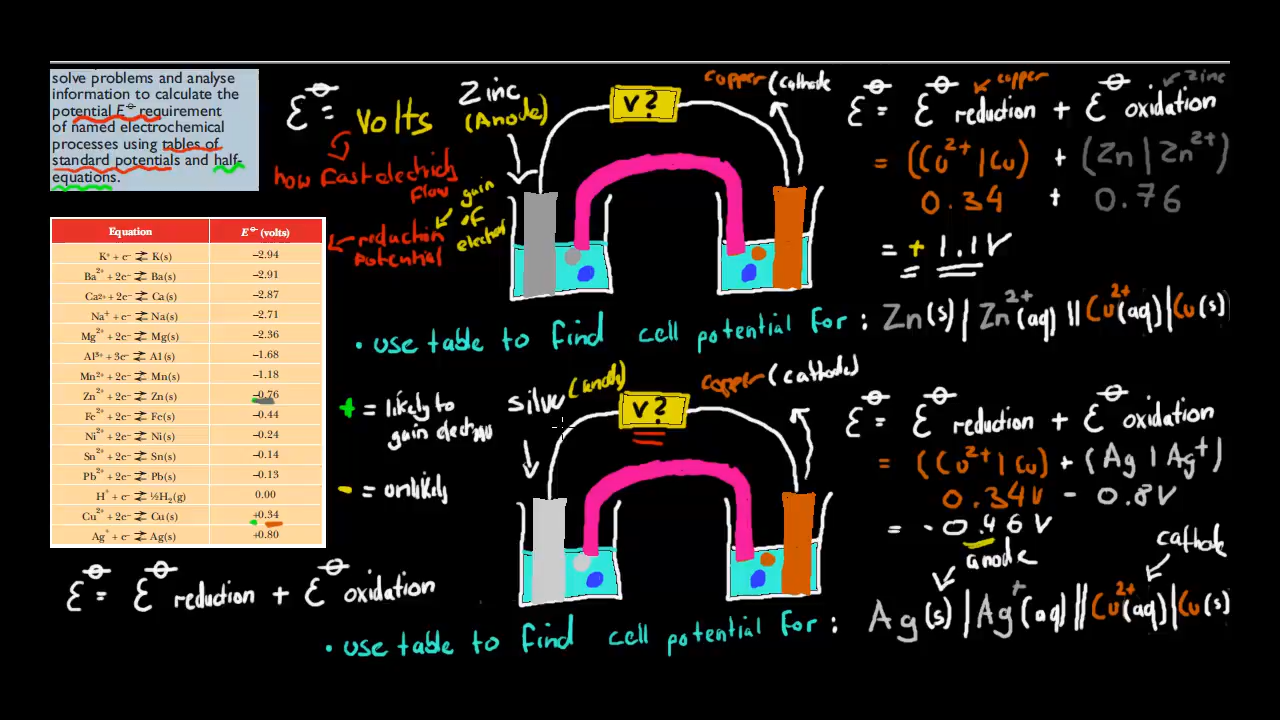 solve problems and analyse
information to calculate the
potential E⦵ requirement
of named electrochemical
processes using tables of
standard potentials and half-
equations.
Equation E⦵ (volts)
K⁺ + e⁻ ⇌ K(s) –2.94
Ba²⁺ + 2e⁻ ⇌ Ba(s) –2.91
Ca²⁺ + 2e⁻ ⇌ Ca(s) –2.87
Na⁺ + e⁻ ⇌ Na(s) –2.71
Mg²⁺ + 2e⁻ ⇌ Mg(s) –2.36
Al³⁺ + 3e⁻ ⇌ Al(s) –1.68
Mn²⁺ + 2e⁻ ⇌ Mn(s) –1.18
Zn²⁺ + 2e⁻ ⇌ Zn(s) –0.76
Fe²⁺ + 2e⁻ ⇌ Fe(s) –0.44
Ni²⁺ + 2e⁻ ⇌ Ni(s) –0.24
Sn²⁺ + 2e⁻ ⇌ Sn(s) –0.14
Pb²⁺ + 2e⁻ ⇌ Pb(s) –0.13
H⁺ + e⁻ ⇌ ½H₂(g) 0.00
Cu²⁺ + 2e⁻ ⇌ Cu(s) +0.34
Ag⁺ + e⁻ ⇌ Ag(s) +0.80
E⦵ = E⦵ reduction + E⦵ oxidation
E⦵ = volts
how fast
flow
reduction
potential
gain
of
+ = likely to
gain
- = unlikely
Zinc
(Anode)
V?
copper (cathode
• use table to find cell potential for :
Zn(s) | Zn²⁺(aq) || Cu²⁺(aq) | Cu(s)
copper
zinc
E⦵ = E⦵ reduction + E⦵ oxidation
= (Cu²⁺ | Cu) + (Zn | Zn²⁺)
0.34 + 0.76
= + 1.1V
V?
copper (cathode)
E⦵ = E⦵ reduction + E⦵ oxidation
= (Cu²⁺ | Cu) + (Ag | Ag⁺)
0.34V - 0.8V
= -0.46V
anode
cathode
• use table to find cell potential for :
Ag(s) | Ag⁺(aq) || Cu²⁺(aq) | Cu(s)